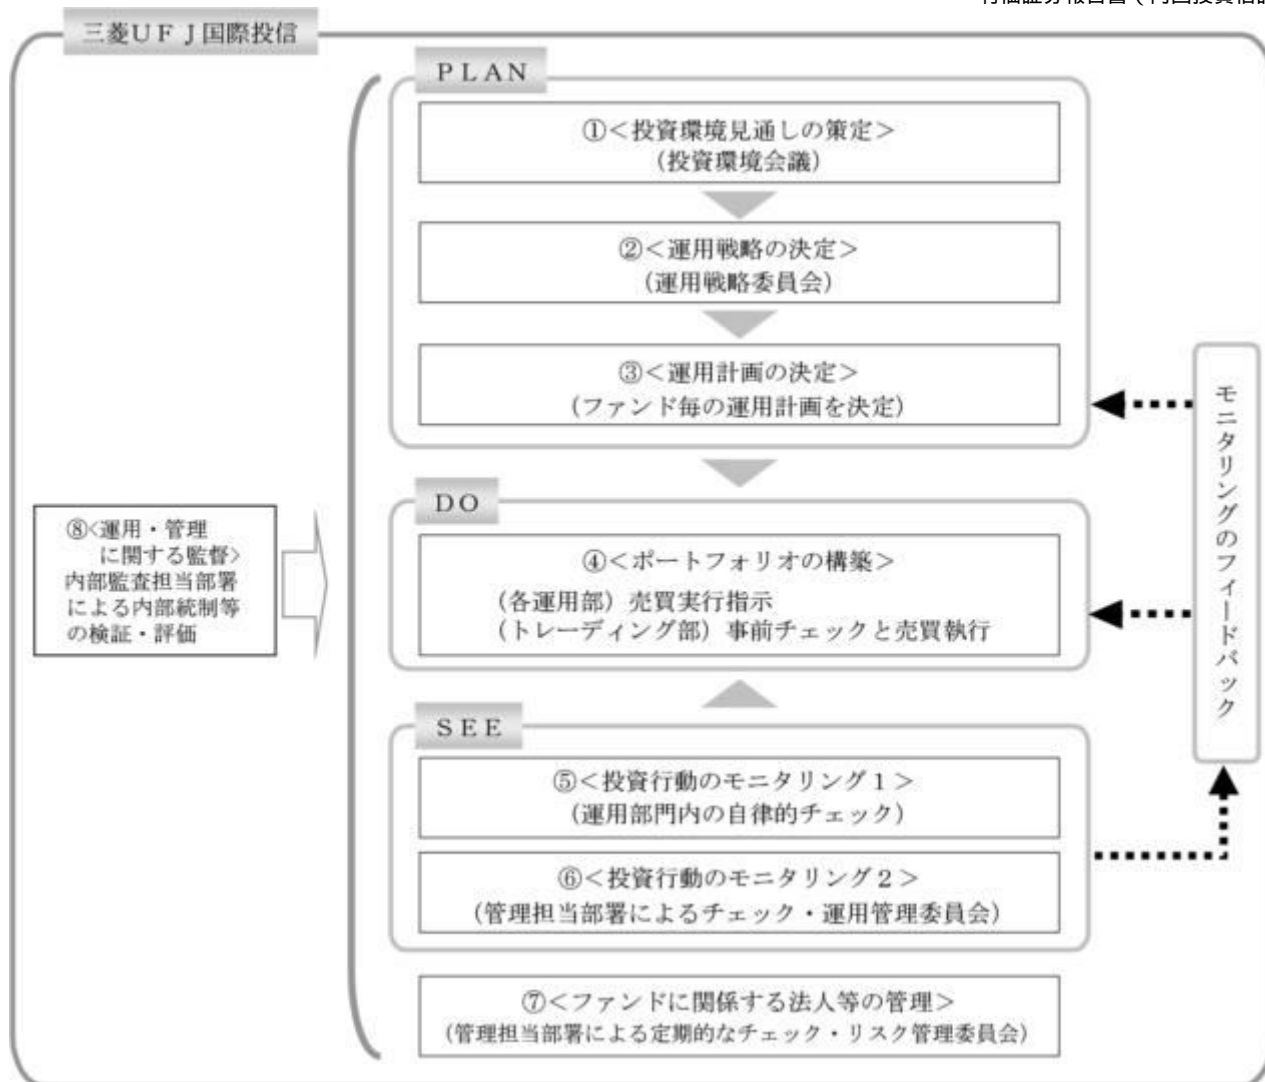 三菱UFJ国際投信
PLAN
①<投資環境見通しの策定>
(投資環境会議)
②<運用戦略の決定>
(運用戦略委員会)
③<運用計画の決定>
(ファンド毎の運用計画を決定)
DO
④<ポートフォリオの構築>
(各運用部)売買実行指示
(トレーディング部)事前チェックと売買執行
SEE
⑤<投資行動のモニタリング1>
(運用部門内の自律的チェック)
⑥<投資行動のモニタリング2>
(管理担当部署によるチェック・運用管理委員会)
⑦<ファンドに関係する法人等の管理>
(管理担当部署による定期的なチェック・リスク管理委員会)
⑧<運用・管理
に関する監督>
内部監査担当部署
による内部統制等
の検証・評価
モニタリングのフィードバック